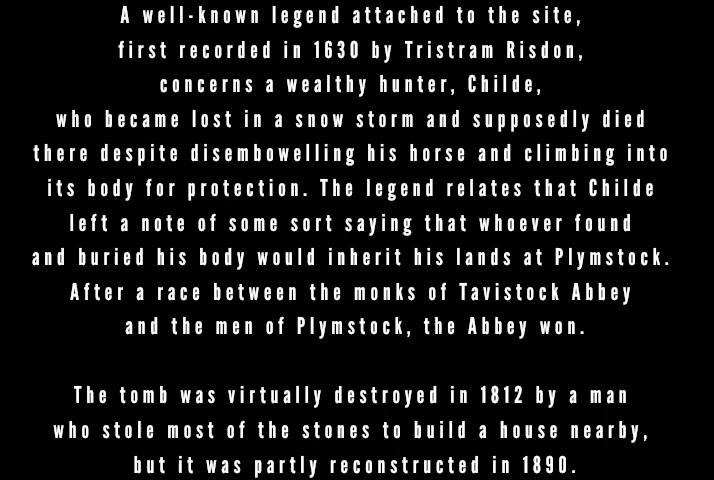 A well-known legend attached to the site,
first recorded in 1630 by Tristram Risdon,
concerns a wealthy hunter, Childe,
who became lost in a snow storm and supposedly died
there despite disembowelling his horse and climbing into
its body for protection. The legend relates that Childe
left a note of some sort saying that whoever found
and buried his body would inherit his lands at Plymstock.
After a race between the monks of Tavistock Abbey
and the men of Plymstock, the Abbey won.
The tomb was virtually destroyed in 1812 by a man
who stole most of the stones to build a house nearby,
but it was partly reconstructed in 1890.